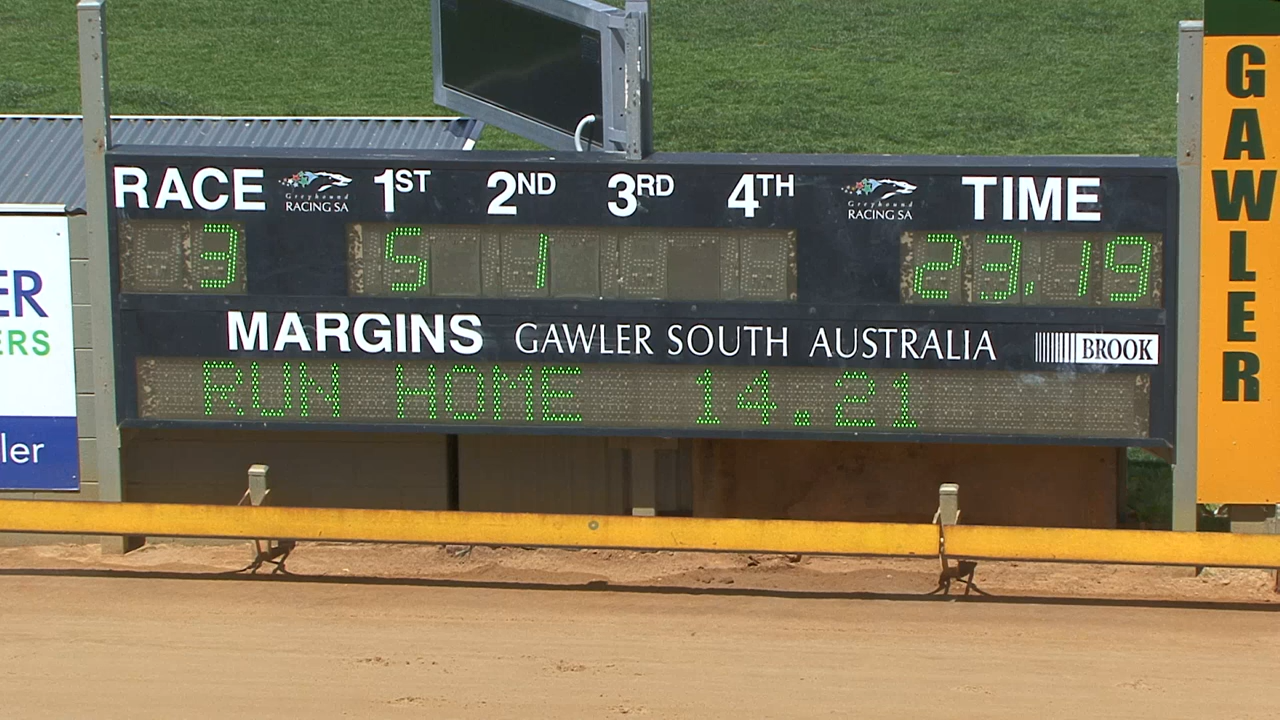 RACE Greyhound RACING SA 1ST 2ND 3RD 4TH Greyhound RACING SA TIME
3 5 1 23.19
MARGINS GAWLER SOUTH AUSTRALIA BROOK
RUN HOME 14.21
GAWLER
ER
ERS
ler